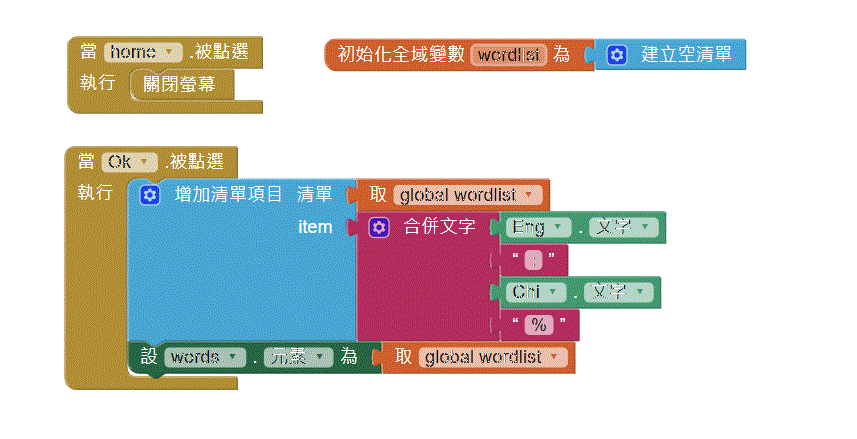 當 home .被點選
執行 關閉螢幕
初始化全域變數 wordlist 為 建立空清單
當 Ok .被點選
執行 增加清單項目 清單 取 global wordlist
item 合併文字 Eng . 文字
“ : ”
Chi . 文字
“ % ”
設 words . 元素 為 取 global wordlist